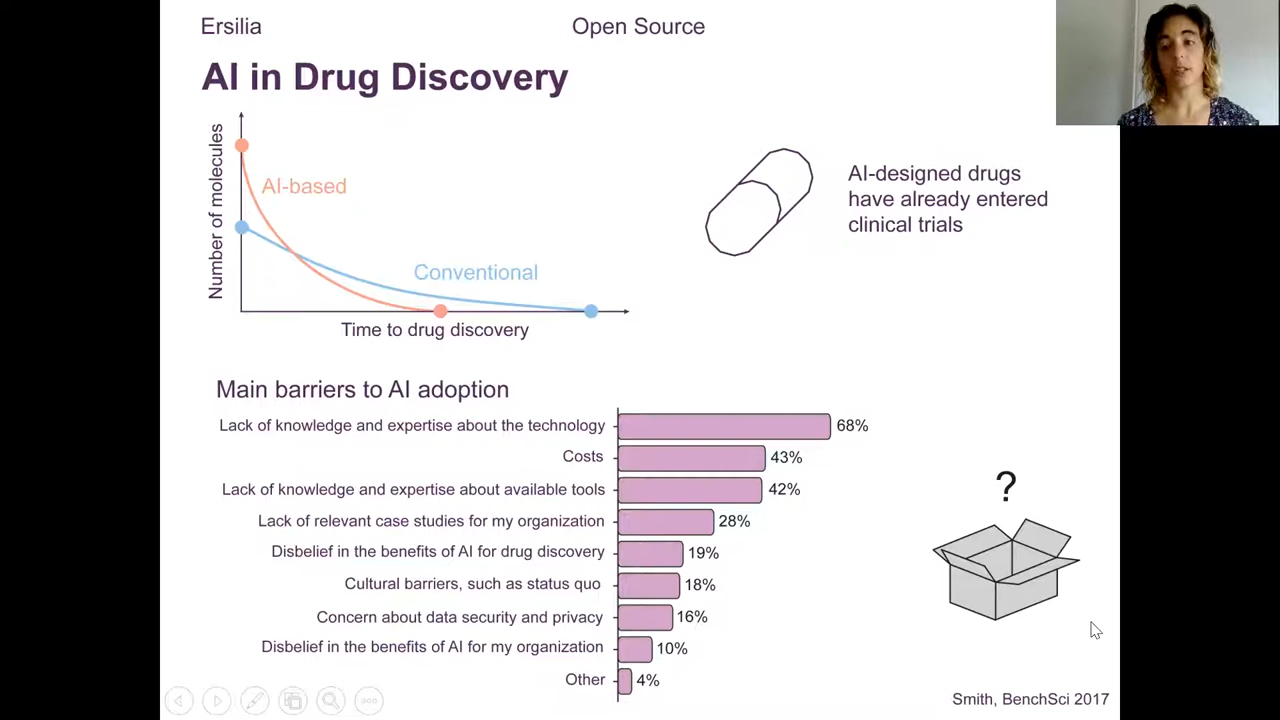 Ersilia
Open Source
AI in Drug Discovery
Number of molecules
AI-based
Conventional
Time to drug discovery
AI-designed drugs
have already entered
clinical trials
Main barriers to AI adoption
Lack of knowledge and expertise about the technology 68%
Costs 43%
Lack of knowledge and expertise about available tools 42%
Lack of relevant case studies for my organization 28%
Disbelief in the benefits of AI for drug discovery 19%
Cultural barriers, such as status quo 18%
Concern about data security and privacy 16%
Disbelief in the benefits of AI for my organization 10%
Other 4%
?
Smith, BenchSci 2017